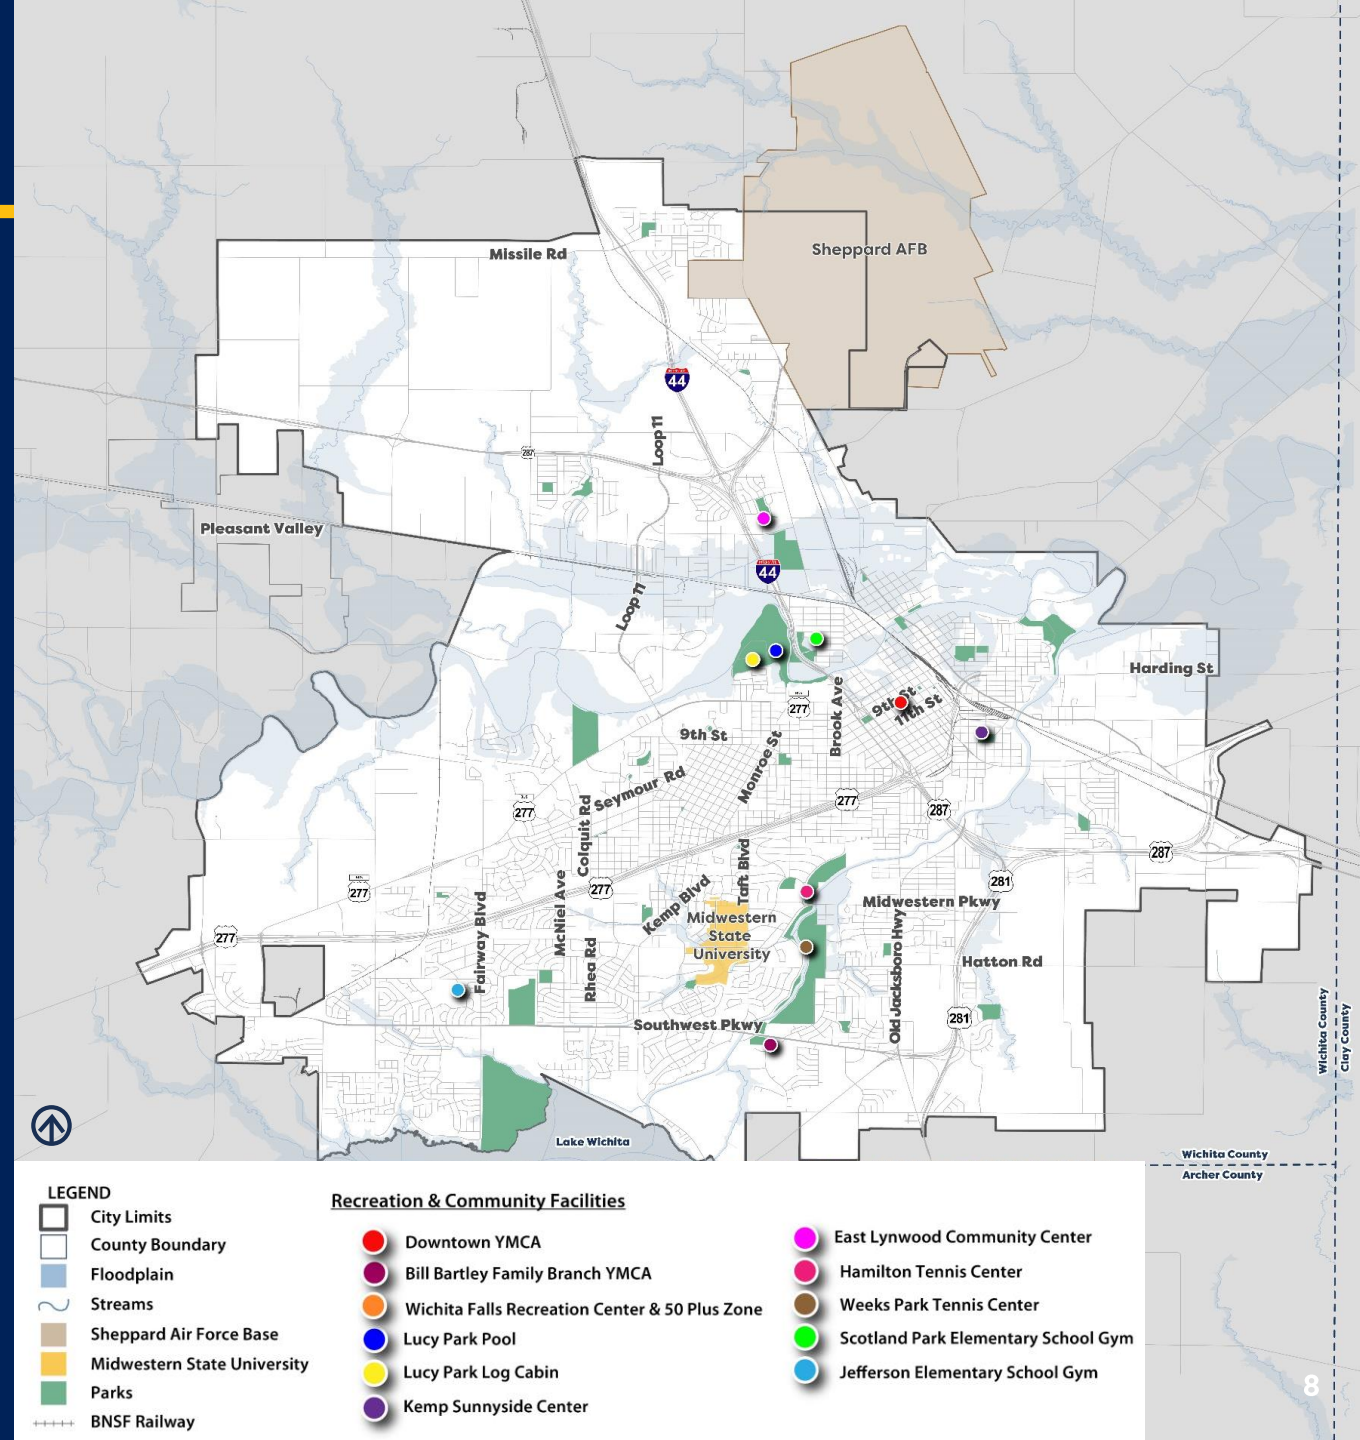 Missile Rd
Sheppard AFB
44
Loop 11
287
Pleasant Valley
44
Loop 11
Harding St
9th St
11th St
277
Brook Ave
9th St
Monroe St
Seymour Rd
277
277
287
Colquit Rd
287
Taft Blvd
281
277
277
Kemp Blvd
Midwestern Pkwy
McNiel Ave
Fairway Blvd
Midwestern
State
University
277
Rhea Rd
Old Jacksboro Hwy
Hatton Rd
281
Southwest Pkwy
Wichita County
Clay County
Lake Wichita
Wichita County
Archer County
LEGEND
City Limits
County Boundary
Floodplain
Streams
Sheppard Air Force Base
Midwestern State University
Parks
BNSF Railway
Recreation & Community Facilities
Downtown YMCA
Bill Bartley Family Branch YMCA
Wichita Falls Recreation Center & 50 Plus Zone
Lucy Park Pool
Lucy Park Log Cabin
Kemp Sunnyside Center
East Lynwood Community Center
Hamilton Tennis Center
Weeks Park Tennis Center
Scotland Park Elementary School Gym
Jefferson Elementary School Gym
8